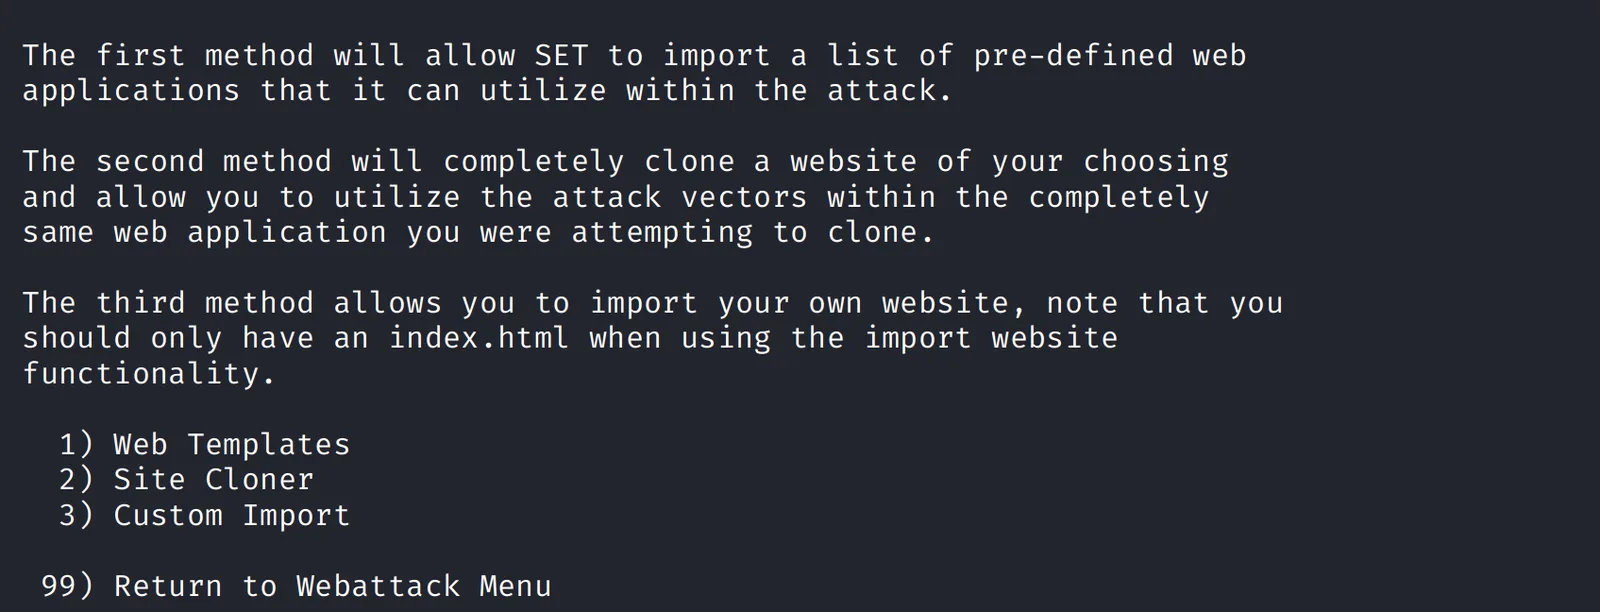 The first method will allow SET to import a list of pre-defined web
applications that it can utilize within the attack.
The second method will completely clone a website of your choosing
and allow you to utilize the attack vectors within the completely
same web application you were attempting to clone.
The third method allows you to import your own website, note that you
should only have an index.html when using the import website
functionality.
1) Web Templates
2) Site Cloner
3) Custom Import
99) Return to Webattack Menu